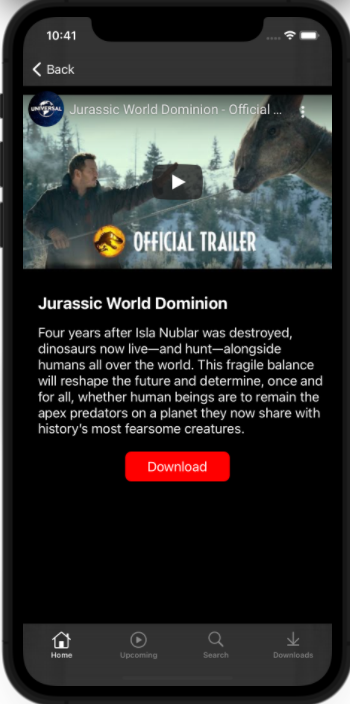 10:41
Back
UNIVERSAL
Jurassic World Dominion - Official ...
OFFICIAL TRAILER
Jurassic World Dominion
Four years after Isla Nublar was destroyed,
dinosaurs now live—and hunt—alongside
humans all over the world. This fragile balance
will reshape the future and determine, once and
for all, whether human beings are to remain the
apex predators on a planet they now share with
history's most fearsome creatures.
Download
Home Upcoming Search Downloads